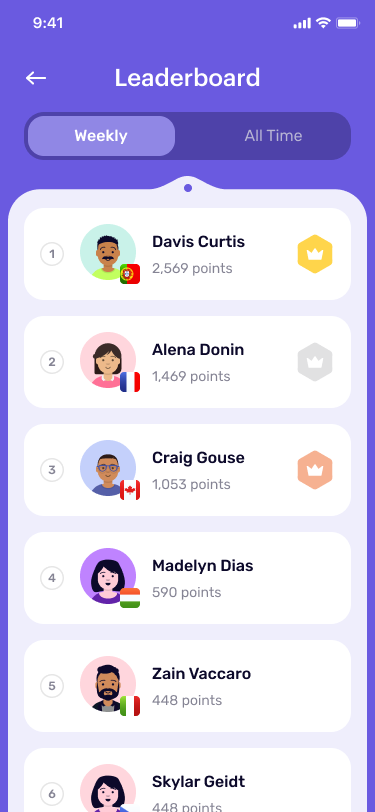 9:41
Leaderboard
Weekly
All Time
1
Davis Curtis
2,569 points
2
Alena Donin
1,469 points
3
Craig Gouse
1,053 points
4
Madelyn Dias
590 points
5
Zain Vaccaro
448 points
6
Skylar Geidt
448 points